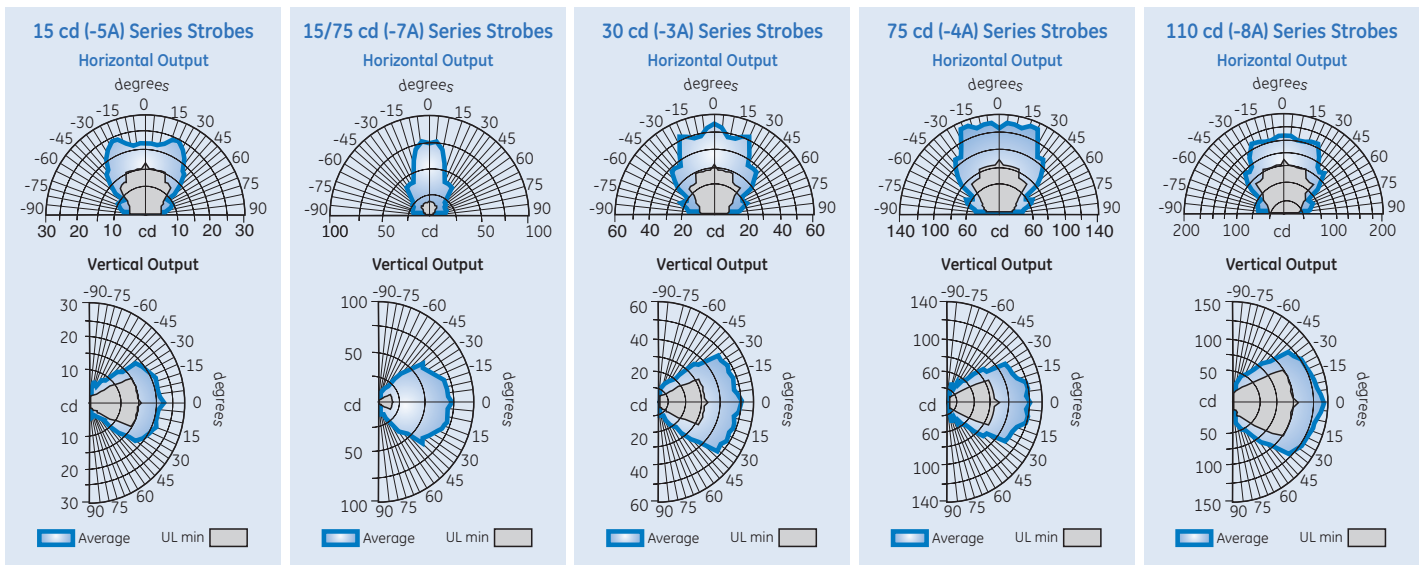 15 cd (-5A) Series Strobes
Horizontal Output
degrees
0
-15 15
-30 30
-45 45
-60 60
-75 75
-90 90
30 20 10 cd 10 20 30
Vertical Output
30 -90 -75 -60
20 -45
-30
10 -15
cd 0 degrees
10 15
20 30
45
30 90 75 60
Average UL min
15/75 cd (-7A) Series Strobes
Horizontal Output
degrees
0
-15 15
-30 30
-45 45
-60 60
-75 75
-90 90
100 50 cd 50 100
Vertical Output
100 -90 -75 -60
-45
50 -30
-15
cd 0 degrees
15
50 30
45
100 90 75 60
Average UL min
30 cd (-3A) Series Strobes
Horizontal Output
degrees
0
-15 15
-30 30
-45 45
-60 60
-75 75
-90 90
60 40 20 cd 20 40 60
Vertical Output
60 -90 -75 -60
40 -45
-30
20 -15
cd 0 degrees
20 15
40 30
45
60 90 75 60
Average UL min
75 cd (-4A) Series Strobes
Horizontal Output
degrees
0
-15 15
-30 30
-45 45
-60 60
-75 75
-90 90
140 100 60 cd 60 100 140
Vertical Output
140 -90 -75 -60
100 -45
-30
60 -15
cd 0 degrees
60 15
100 30
45
140 90 75 60
Average UL min
110 cd (-8A) Series Strobes
Horizontal Output
degrees
0
-15 15
-30 30
-45 45
-60 60
-75 75
-90 90
200 100 cd 100 200
Vertical Output
150 -90 -75 -60
100 -45
-30
50 -15
cd 0 degrees
50 15
100 30
45
150 90 75 60
Average UL min